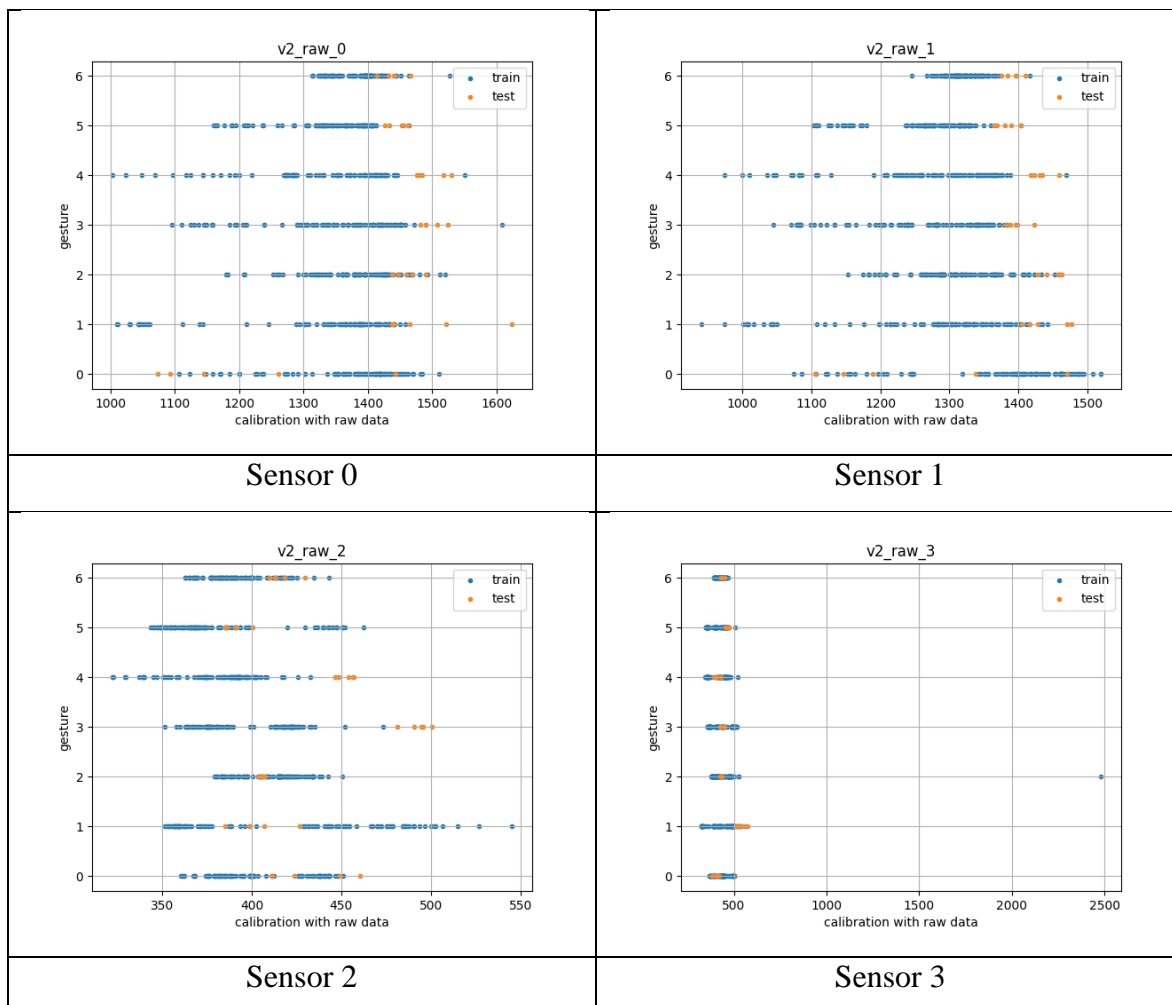 v2_raw_0
6
5
4
3
2
1
0
gesture
train
test
1000 1100 1200 1300 1400 1500 1600
calibration with raw data
Sensor 0
v2_raw_1
6
5
4
3
2
1
0
gesture
train
test
1000 1100 1200 1300 1400 1500
calibration with raw data
Sensor 1
v2_raw_2
6
5
4
3
2
1
0
gesture
train
test
350 400 450 500 550
calibration with raw data
Sensor 2
v2_raw_3
6
5
4
3
2
1
0
gesture
train
test
500 1000 1500 2000 2500
calibration with raw data
Sensor 3